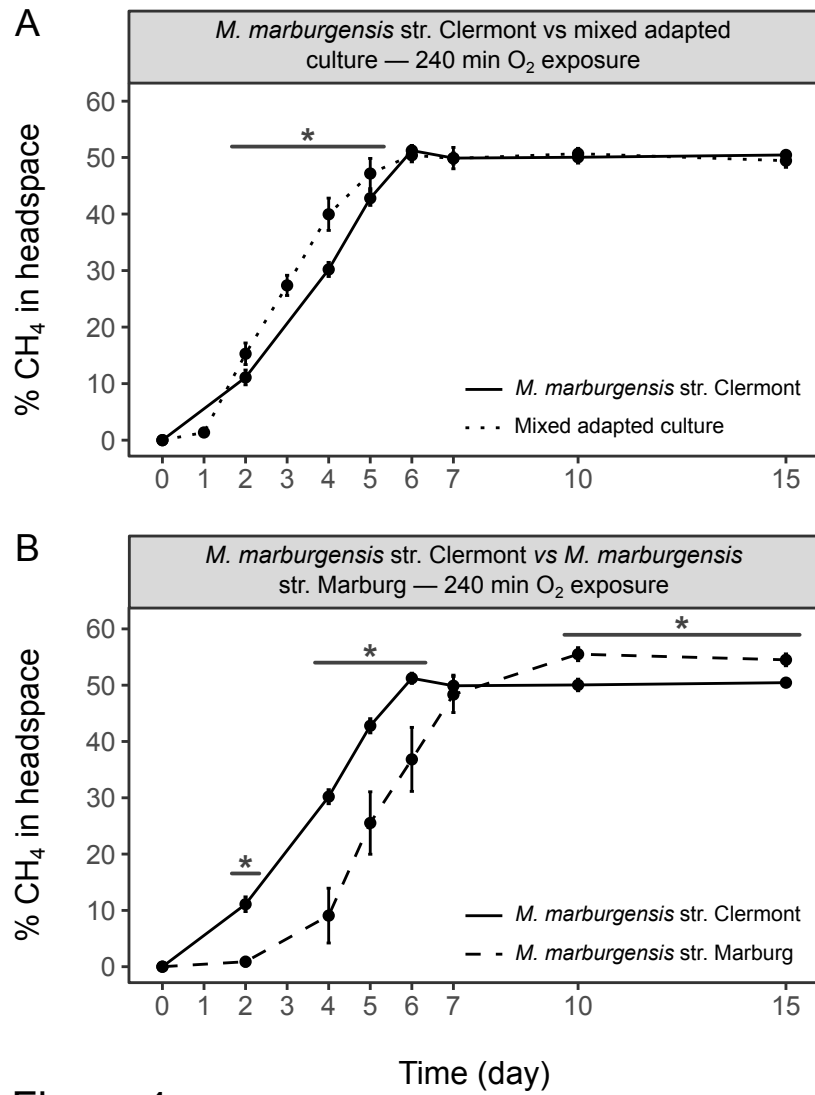 A
M. marburgensis str. Clermont vs mixed adapted
culture — 240 min O₂ exposure
% CH₄ in headspace
60
50
40
30
20
10
0
*
M. marburgensis str. Clermont
Mixed adapted culture
0 1 2 3 4 5 6 7 10 15
B
M. marburgensis str. Clermont vs M. marburgensis
str. Marburg — 240 min O₂ exposure
% CH₄ in headspace
60
50
40
30
20
10
0
*
*
*
M. marburgensis str. Clermont
M. marburgensis str. Marburg
0 1 2 3 4 5 6 7 10 15
Time (day)